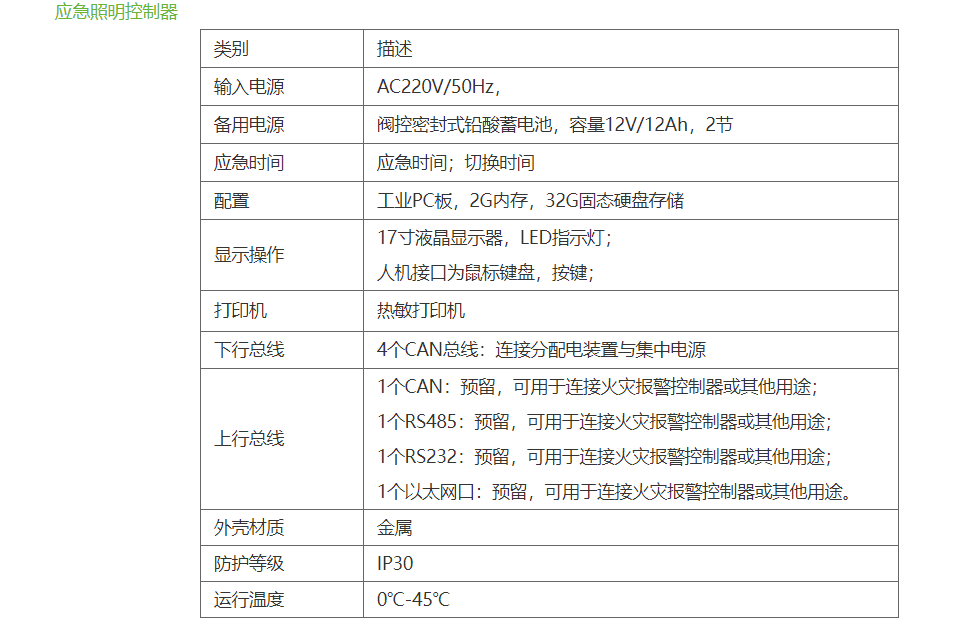 应急照明控制器
类别 描述
输入电源 AC220V/50Hz，
备用电源 阀控密封式铅酸蓄电池，容量12V/12Ah，2节
应急时间 应急时间；切换时间
配置 工业PC板，2G内存，32G固态硬盘存储
显示操作 17寸液晶显示器，LED指示灯；
人机接口为鼠标键盘，按键；
打印机 热敏打印机
下行总线 4个CAN总线：连接分配电装置与集中电源
上行总线 1个CAN：预留，可用于连接火灾报警控制器或其他用途；
1个RS485：预留，可用于连接火灾报警控制器或其他用途；
1个RS232：预留，可用于连接火灾报警控制器或其他用途；
1个以太网口：预留，可用于连接火灾报警控制器或其他用途。
外壳材质 金属
防护等级 IP30
运行温度 0℃-45℃